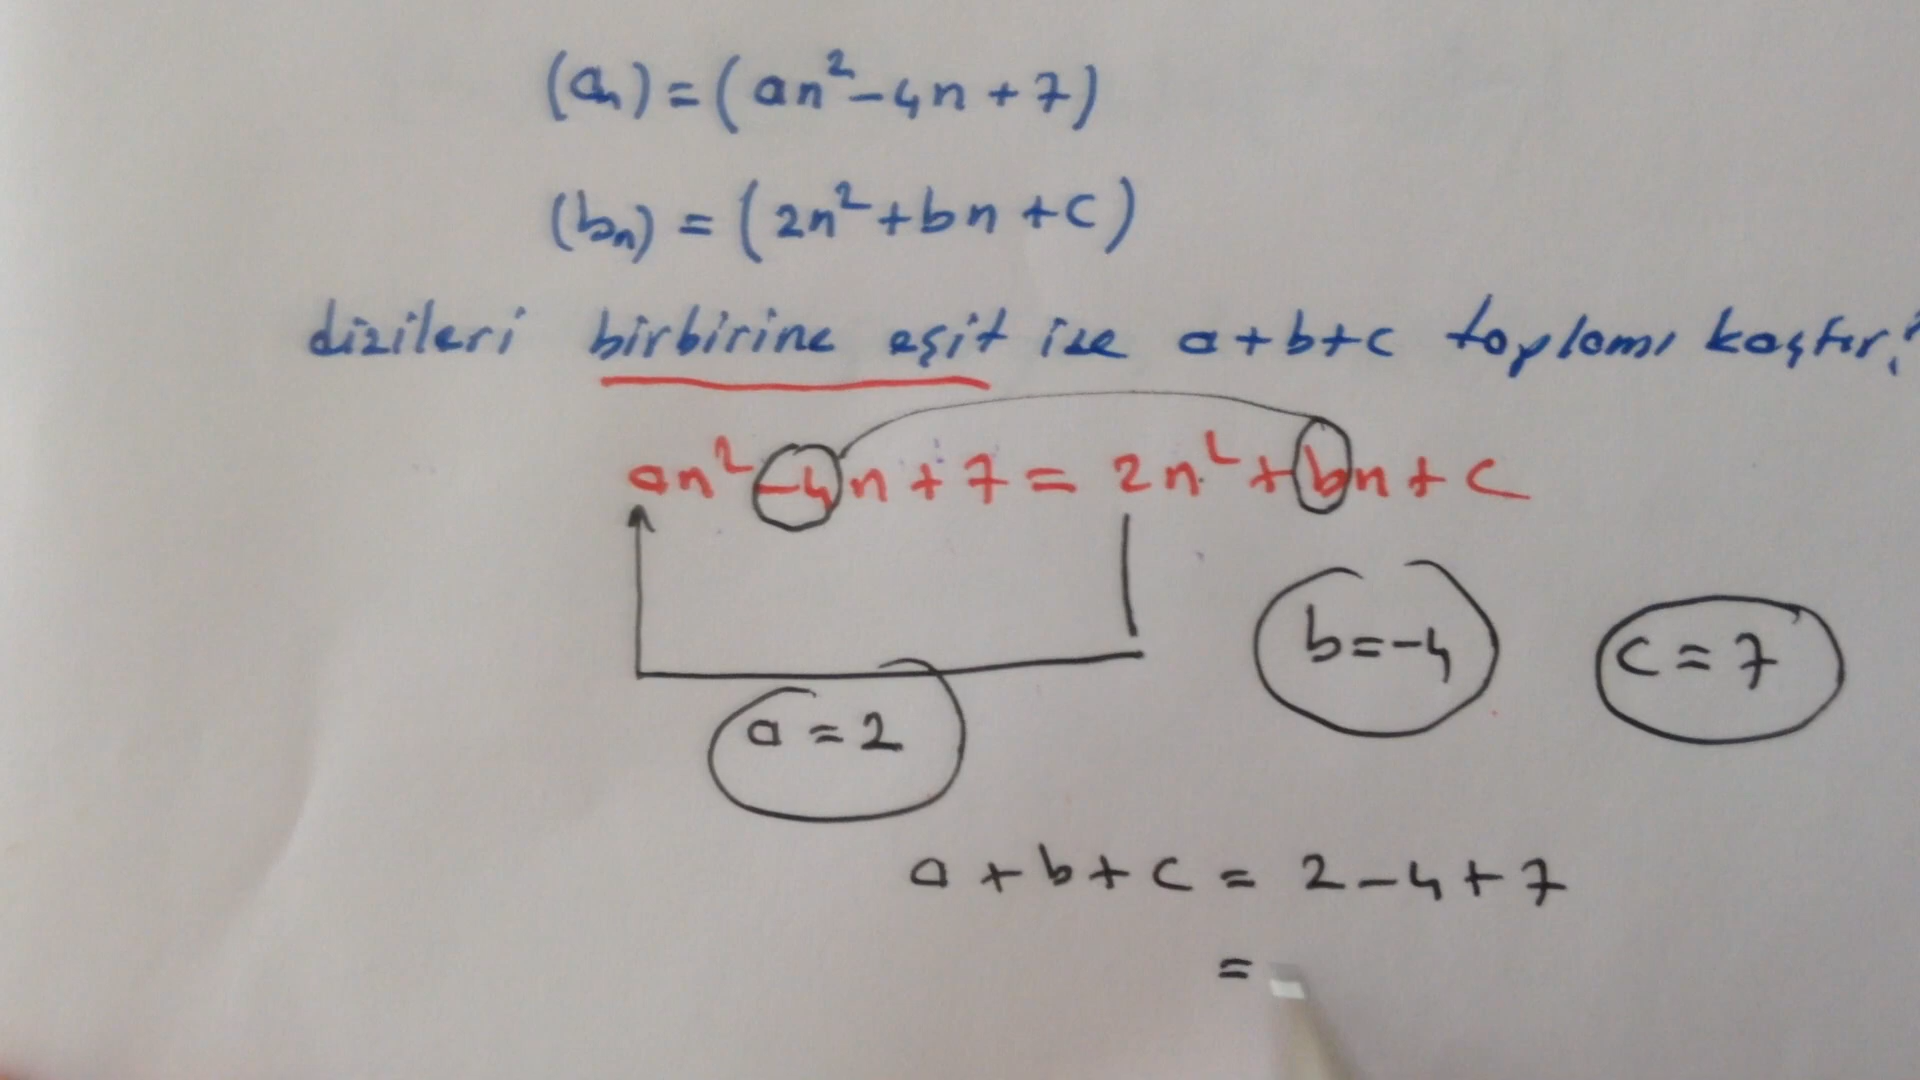 (aₙ) = (an² - 4n + 7)
(bₙ) = (2n² + bn + c)
dizileri birbirine eşit ise a+b+c toplamı kaçtır?
an² - 4n + 7 = 2n² + bn + c
b = -4
c = 7
a = 2
a + b + c = 2 - 4 + 7
=